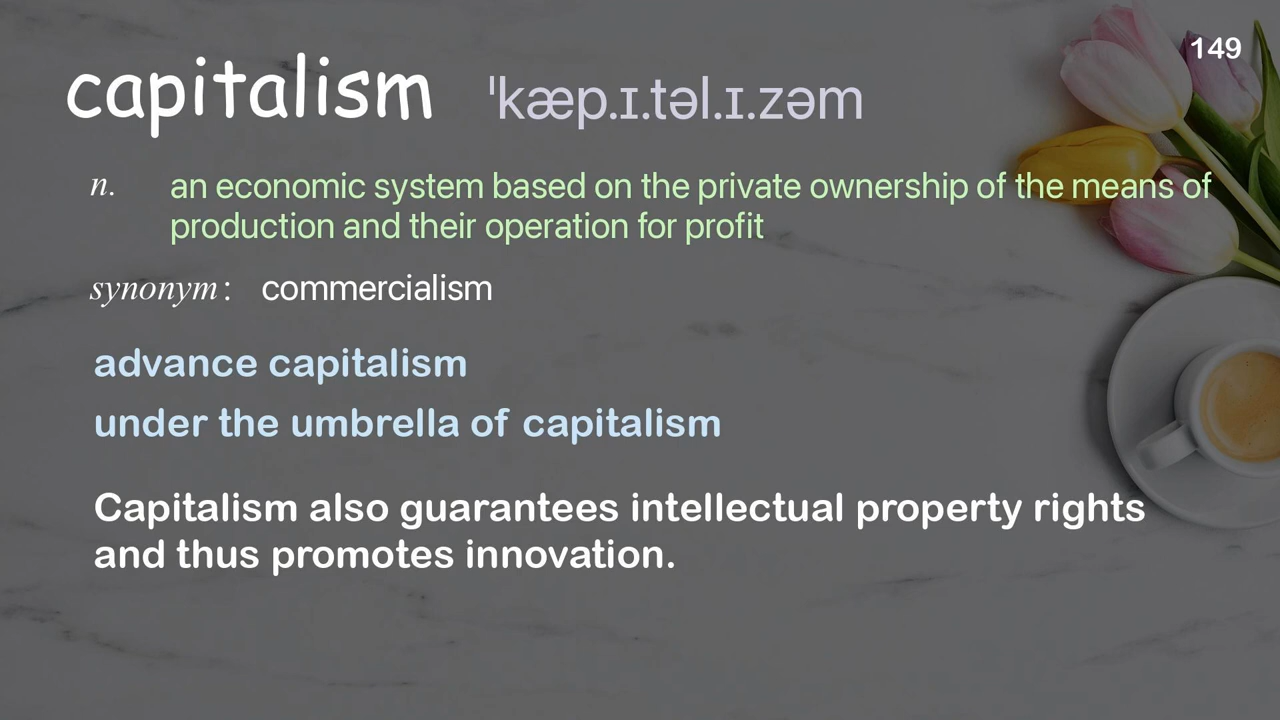 149
capitalism ˈkæp.ɪ.təl.ɪ.zəm
n. an economic system based on the private ownership of the means of
production and their operation for profit
synonym: commercialism
advance capitalism
under the umbrella of capitalism
Capitalism also guarantees intellectual property rights
and thus promotes innovation.